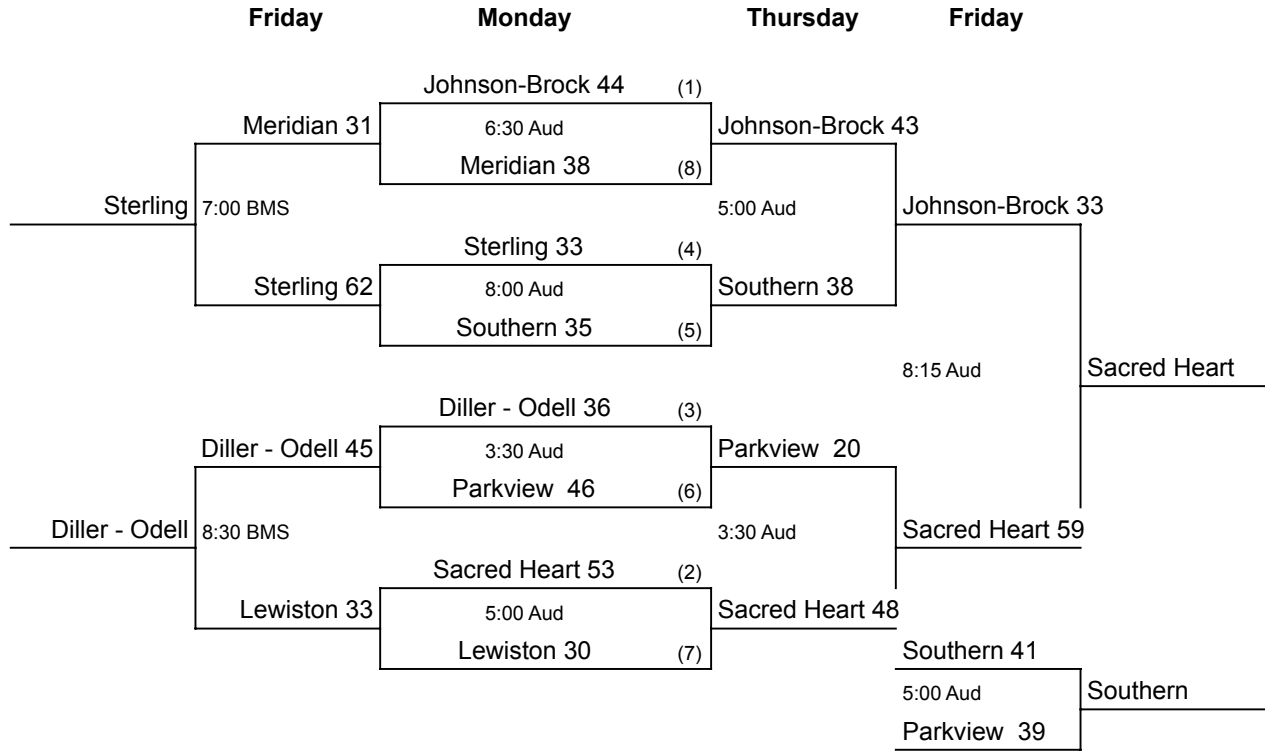 Friday Monday Thursday Friday
Johnson-Brock 44 (1)
Meridian 31 6:30 Aud Johnson-Brock 43
Meridian 38 (8)
Sterling 7:00 BMS 5:00 Aud Johnson-Brock 33
Sterling 33 (4)
Sterling 62 8:00 Aud Southern 38
Southern 35 (5)
8:15 Aud Sacred Heart
Diller - Odell 36 (3)
Diller - Odell 45 3:30 Aud Parkview 20
Parkview 46 (6)
Diller - Odell 8:30 BMS 3:30 Aud Sacred Heart 59
Sacred Heart 53 (2)
Lewiston 33 5:00 Aud Sacred Heart 48
Lewiston 30 (7) Southern 41
5:00 Aud Southern
Parkview 39